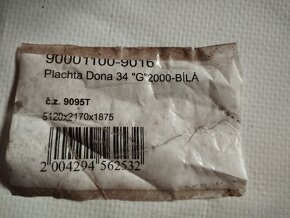 90001100-9016
Plachta Dona 34 "G"2000-BÍLÁ
č.z. 9095T
5120x2170x1875
2 004294 562532